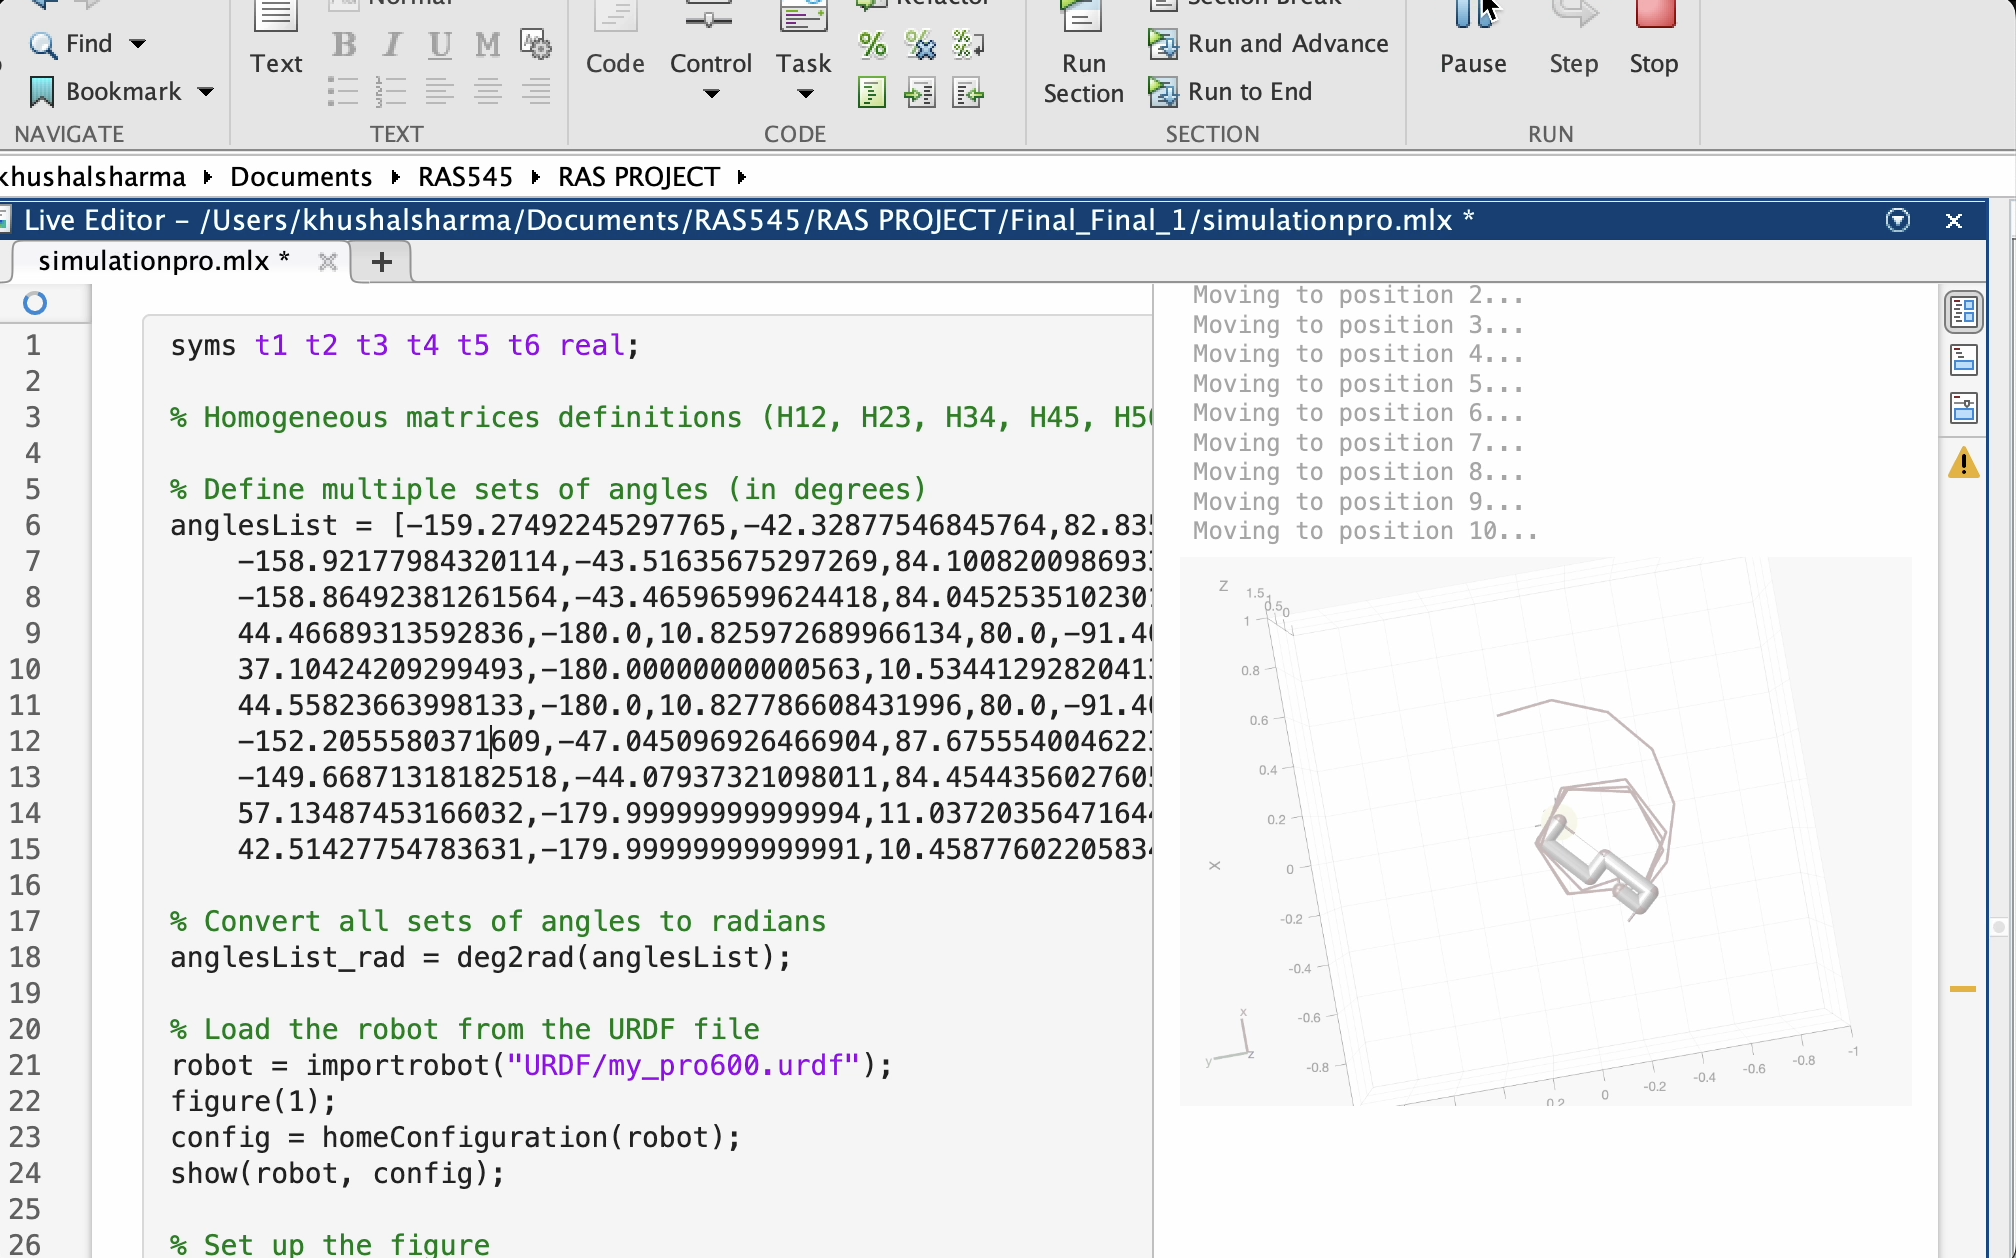 Normal
Refactor
Section Break
Find
Text
B I U M
Code
Control
Task
Run Section
Run and Advance
Pause
Step
Stop
Bookmark
Run to End
NAVIGATE
TEXT
CODE
SECTION
RUN
khushalsharma ▸ Documents ▸ RAS545 ▸ RAS PROJECT ▸
Live Editor – /Users/khushalsharma/Documents/RAS545/RAS PROJECT/Final_Final_1/simulationpro.mlx *
simulationpro.mlx *
1 syms t1 t2 t3 t4 t5 t6 real;
2
3 % Homogeneous matrices definitions (H12, H23, H34, H45, H5
4
5 % Define multiple sets of angles (in degrees)
6 anglesList = [-159.27492245297765,-42.32877546845764,82.835
7 -158.92177984320114,-43.51635675297269,84.10082009869
8 -158.86492381261564,-43.46596599624418,84.04525351023
9 44.46689313592836,-180.0,10.825972689966134,80.0,-91.4
10 37.10424209299493,-180.00000000000563,10.5344129282041
11 44.55823663998133,-180.0,10.827786608431996,80.0,-91.4
12 -152.2055580371609,-47.045096926466904,87.675554004622
13 -149.66871318182518,-44.07937321098011,84.454435602760
14 57.13487453166032,-179.99999999999994,11.0372035647164
15 42.51427754783631,-179.99999999999991,10.4587760220583
16
17 % Convert all sets of angles to radians
18 anglesList_rad = deg2rad(anglesList);
19
20 % Load the robot from the URDF file
21 robot = importrobot("URDF/my_pro600.urdf");
22 figure(1);
23 config = homeConfiguration(robot);
24 show(robot, config);
25
26 % Set up the figure
Moving to position 2...
Moving to position 3...
Moving to position 4...
Moving to position 5...
Moving to position 6...
Moving to position 7...
Moving to position 8...
Moving to position 9...
Moving to position 10...
Z
1.5
1
0.5
0
1
0.8
0.6
0.4
0.2
X
0
-0.2
-0.4
-0.6
-0.8
x
y
z
0.2
0
-0.2
-0.4
-0.6
-0.8
-1